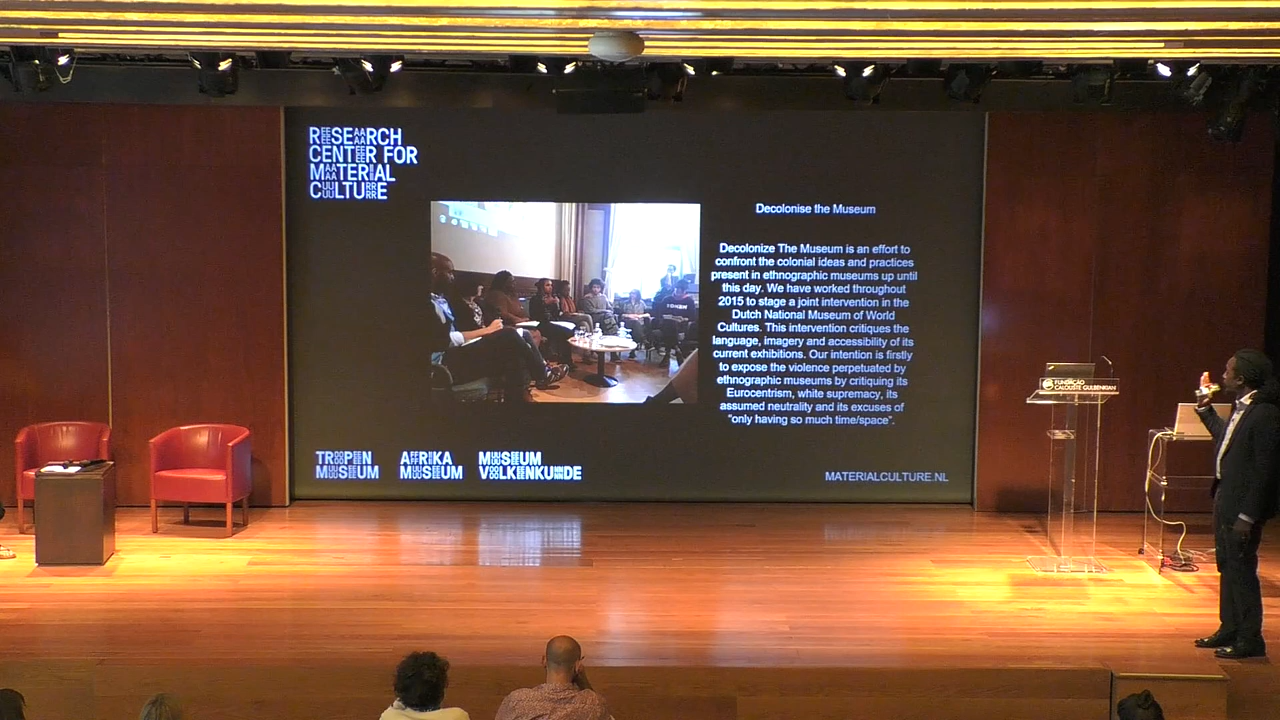 RESEARCH
CENTER FOR
MATERIAL
CULTURE
Decolonise the Museum
Decolonize The Museum is an effort to
confront the colonial ideas and practices
present in ethnographic museums up until
this day. We have worked throughout
2015 to stage a joint intervention in the
Dutch National Museum of World
Cultures. This intervention critiques the
language, imagery and accessibility of its
current exhibitions. Our intention is firstly
to expose the violence perpetuated by
ethnographic museums by critiquing its
Eurocentrism, white supremacy, its
assumed neutrality and its excuses of
"only having so much time/space".
TROPEN
MUSEUM
AFRIKA
MUSEUM
MUSEUM
VOLKENKUNDE
MATERIALCULTURE.NL
FUNDAÇÃO
CALOUSTE GULBENKIAN